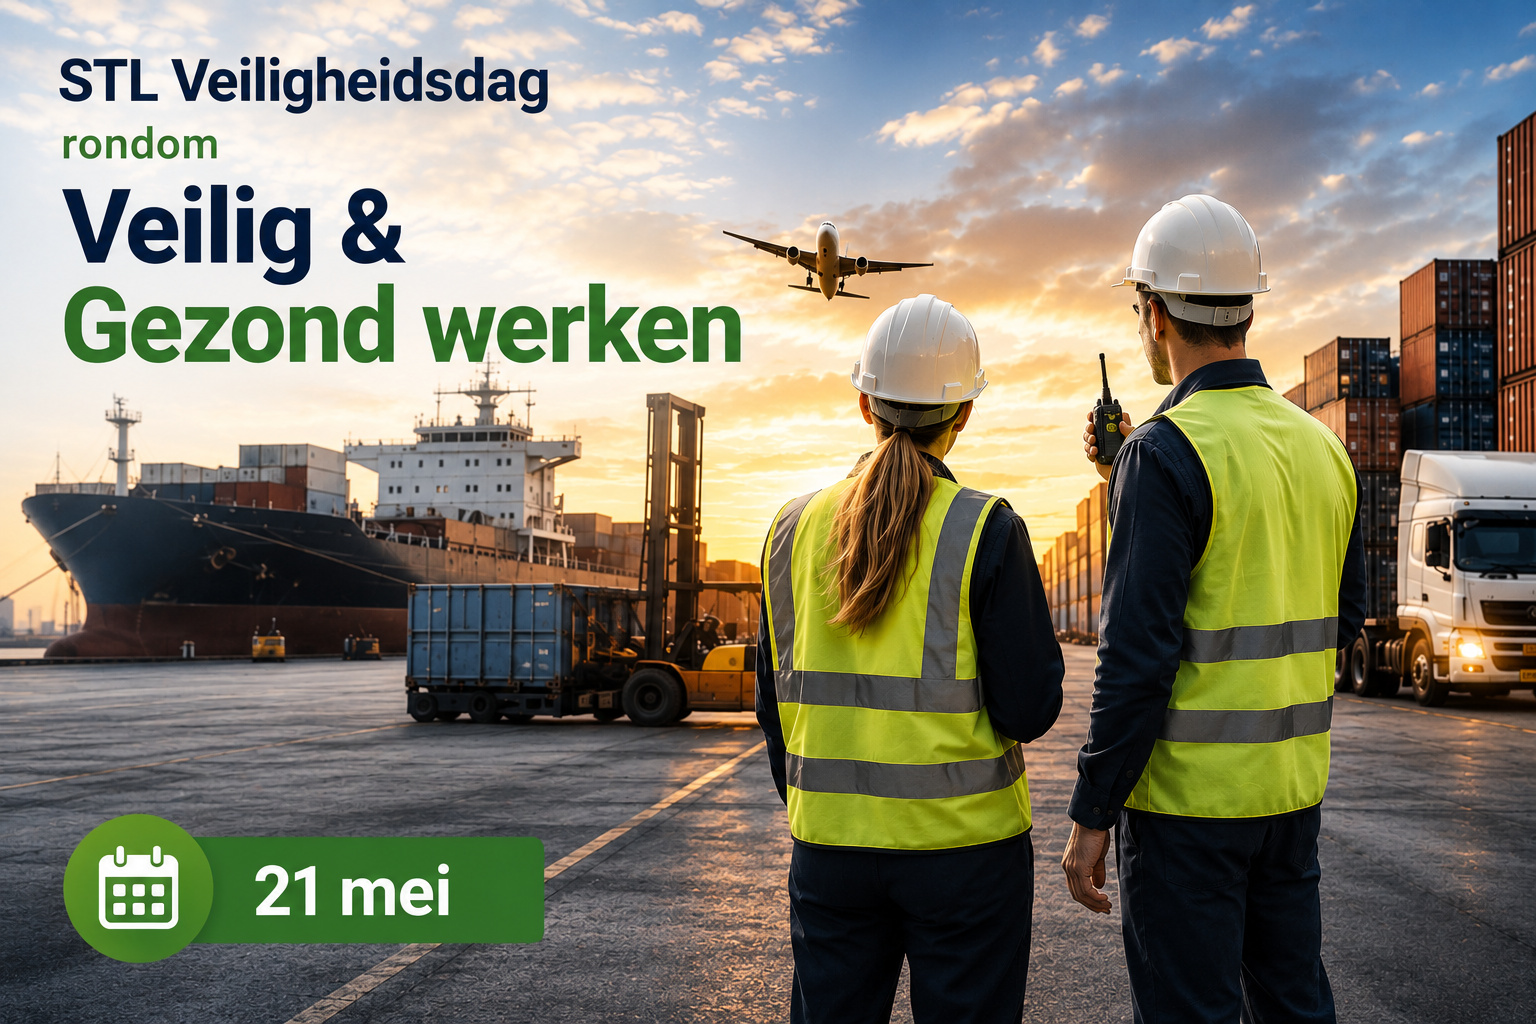 STL Veiligheidsdag
rondom
Veilig &
Gezond werken
21 mei